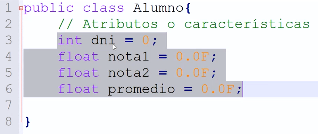 1 public class Alumno{
2 // Atributos o características
3 int dni = 0;
4 float nota1 = 0.0F;
5 float nota2 = 0.0F;
6 float promedio = 0.0F;
7
8 }